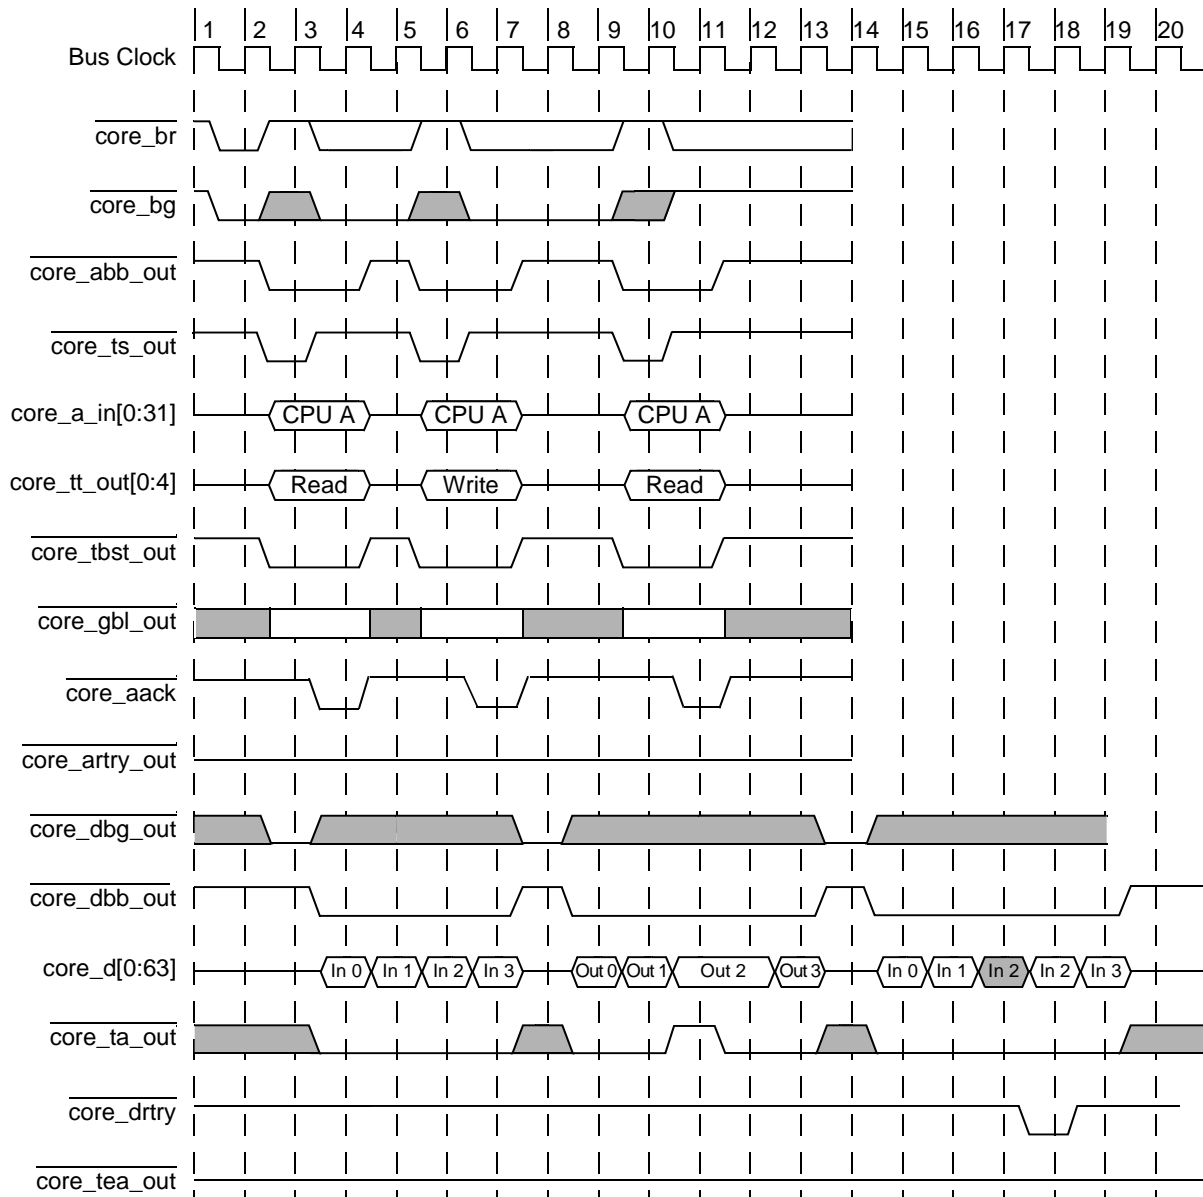 1 2 3 4 5 6 7 8 9 10 11 12 13 14 15 16 17 18 19 20
Bus Clock
core_br
core_bg
core_abb_out
core_ts_out
core_a_in[0:31] CPU A CPU A CPU A
core_tt_out[0:4] Read Write Read
core_tbst_out
core_gbl_out
core_aack
core_artry_out
core_dbg_out
core_dbb_out
core_d[0:63] In 0 In 1 In 2 In 3 Out 0 Out 1 Out 2 Out 3 In 0 In 1 In 2 In 2 In 3
core_ta_out
core_drtry
core_tea_out